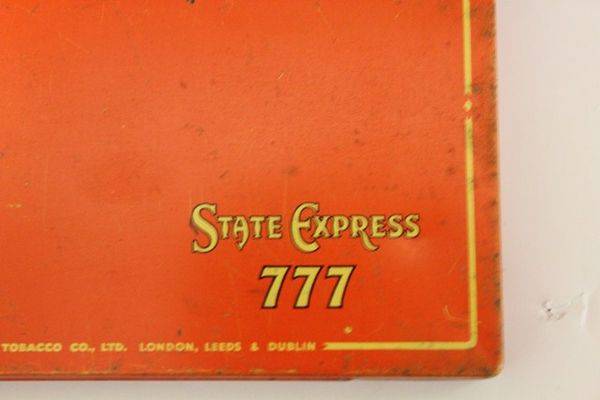 STATE EXPRESS
777
TOBACCO CO., LTD. LONDON, LEEDS & DUBLIN